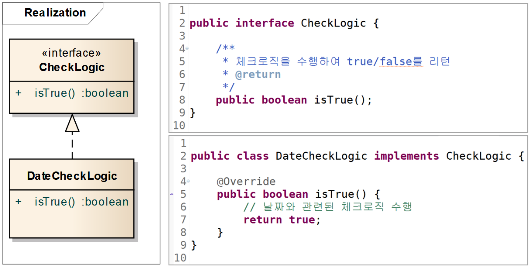 Realization
«interface»
CheckLogic
+ isTrue() :boolean
DateCheckLogic
+ isTrue() :boolean
1
2 public interface CheckLogic {
3
4 /**
5 * 체크로직을 수행하여 true/false를 리턴
6 * @return
7 */
8 public boolean isTrue();
9 }
10
1
2 public class DateCheckLogic implements CheckLogic {
3
4 @Override
5 public boolean isTrue() {
6 // 날짜와 관련된 체크로직 수행
7 return true;
8 }
9 }
10